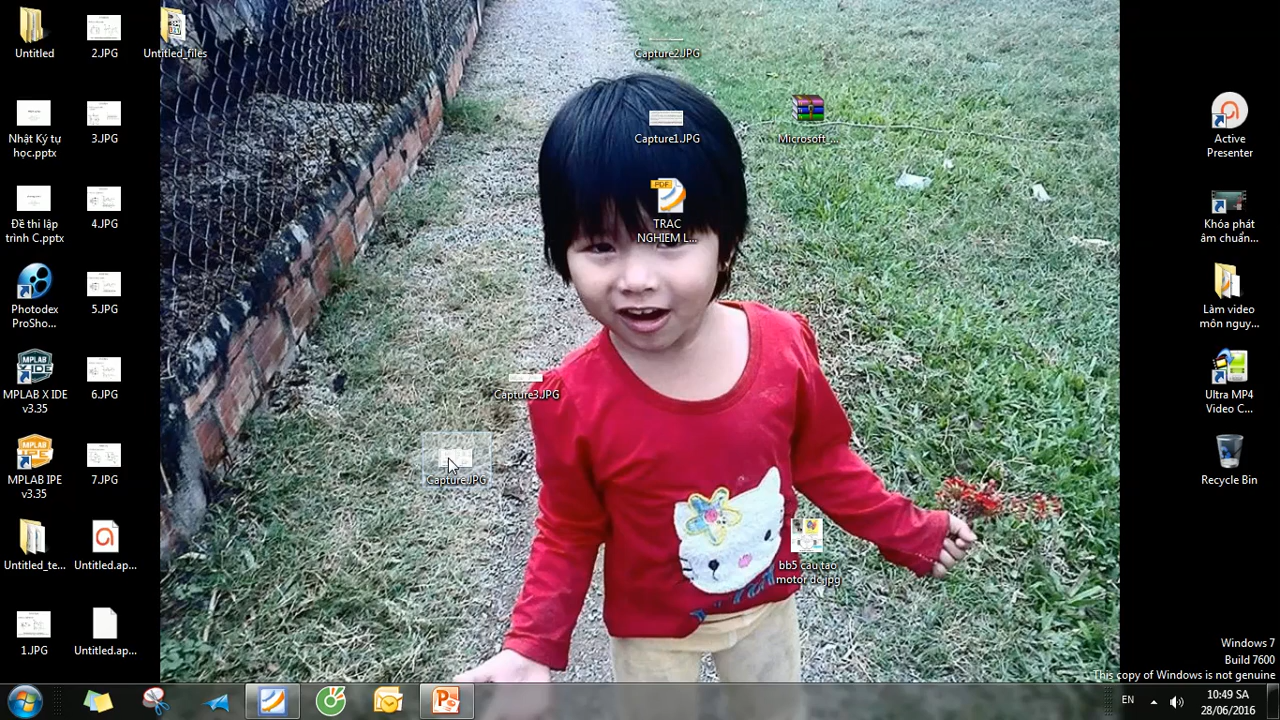 Untitled
2.JPG
Untitled_files
Nhật Ký tự
học.pptx
3.JPG
Đề thi lập
trình C.pptx
4.JPG
Photodex
ProSho...
5.JPG
MPLAB X IDE
v3.35
6.JPG
MPLAB IPE
v3.35
7.JPG
Untitled_te...
Untitled.ap...
1.JPG
Untitled.ap...
Capture2.JPG
Capture1.JPG
Microsoft_...
PDF
TRAC
NGHIEM L...
Capture3.JPG
Capture.JPG
bb5 cau tao
motor dc.jpg
Active
Presenter
Khóa phát
âm chuẩn...
Làm video
môn nguy...
Ultra MP4
Video C...
Recycle Bin
Windows 7
Build 7600
This copy of Windows is not genuine
EN
10:49 SA
28/06/2016